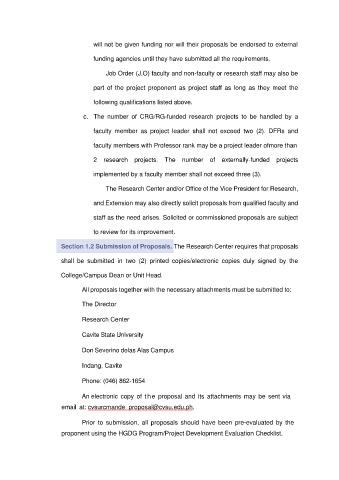 will not be given funding nor will their proposals be endorsed to external
funding agencies until they have submitted all the requirements.
Job Order (J.O) faculty and non-faculty or research staff may also be
part of the project proponent as project staff as long as they meet the
following qualifications listed above.
c. The number of CRG/RG-funded research projects to be handled by a
faculty member as project leader shall not exceed two (2). DFRs and
faculty members with Professor rank may be a project leader ofmore than
2 research projects. The number of externally-funded projects
implemented by a faculty member shall not exceed three (3).
The Research Center and/or Office of the Vice President for Research,
and Extension may also directly solicit proposals from qualified faculty and
staff as the need arises. Solicited or commissioned proposals are subject
to review for its improvement.
Section 1.2 Submission of Proposals. The Research Center requires that proposals
shall be submitted in two (2) printed copies/electronic copies duly signed by the
College/Campus Dean or Unit Head.
All proposals together with the necessary attachments must be submitted to:
The Director
Research Center
Cavite State University
Don Severino delas Alas Campus
Indang, Cavite
Phone: (046) 862-1654
An electronic copy of the proposal and its attachments may be sent via
email at: cvsurcmande_proposal@cvsu.edu.ph.
Prior to submission, all proposals should have been pre-evaluated by the
proponent using the HGDG Program/Project Development Evaluation Checklist.